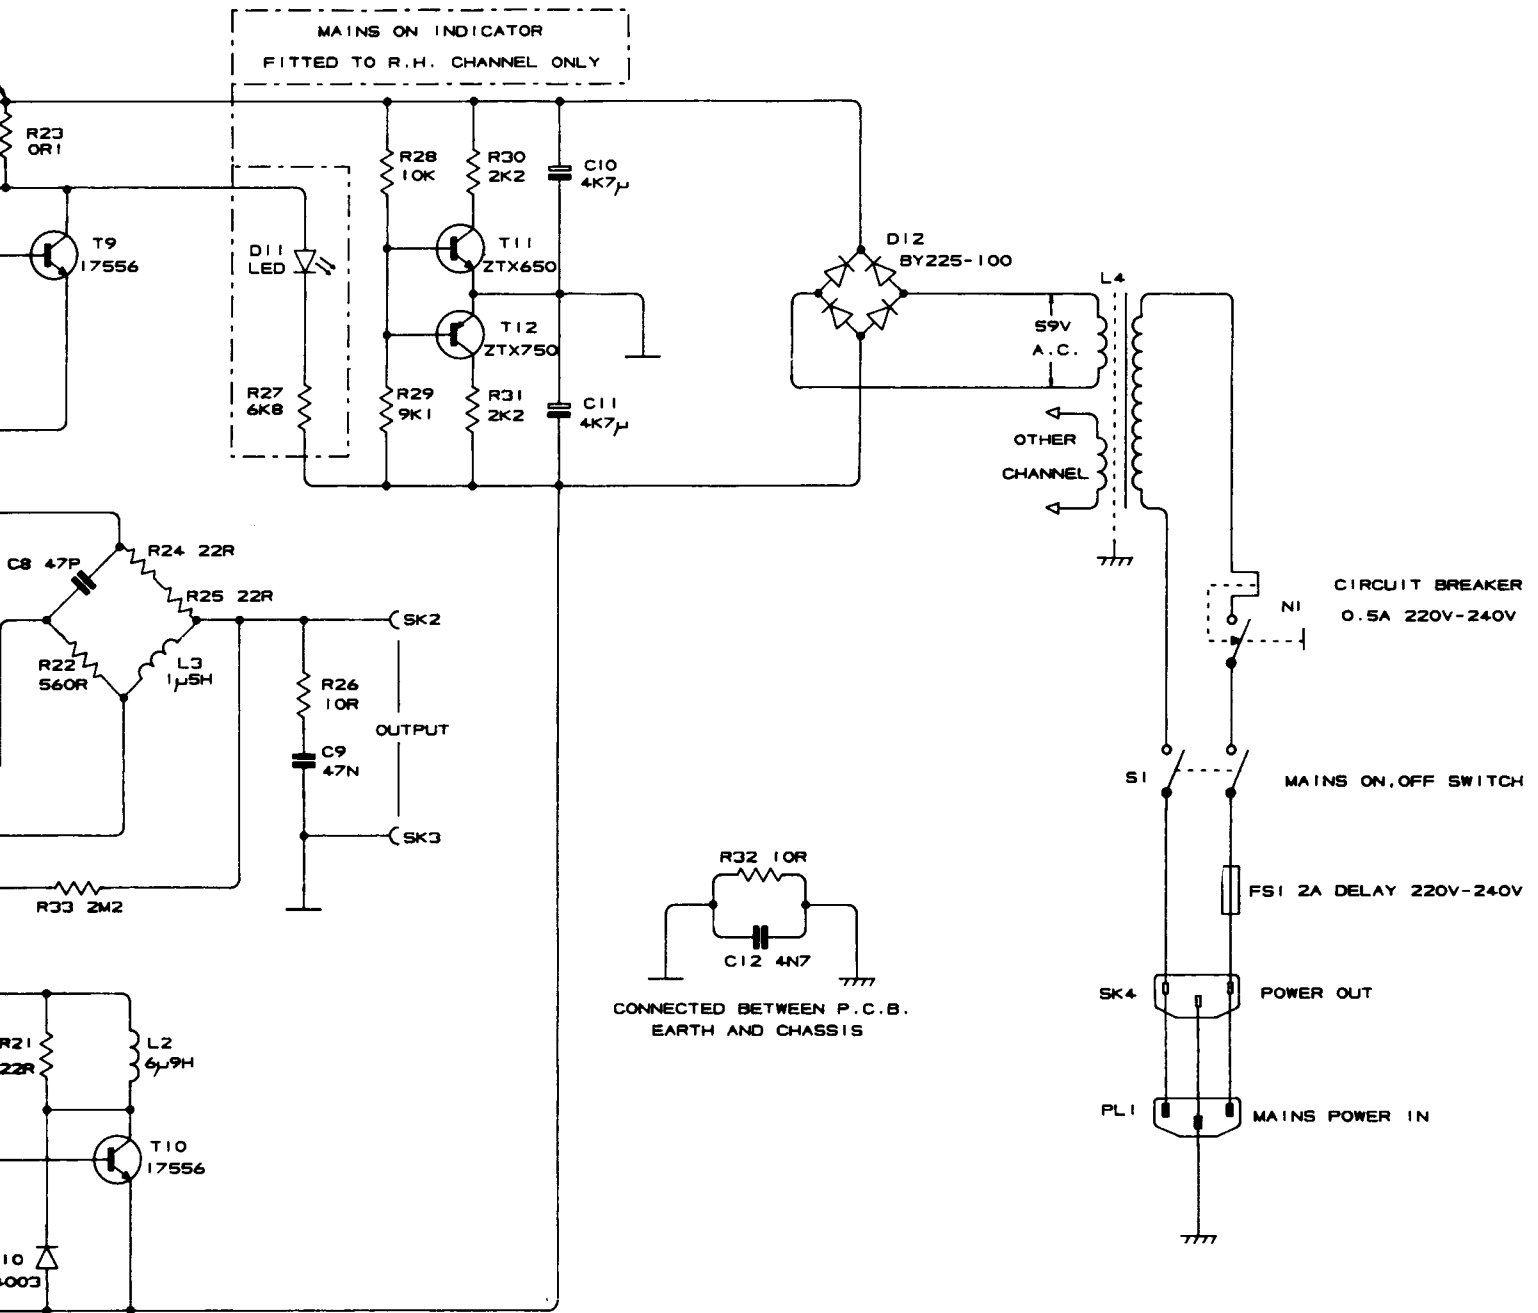 MAINS ON INDICATOR
FITTED TO R.H. CHANNEL ONLY
R23
0R1
R28
10K
R30
2K2
C10
4K7µ
T9
17556
D11
LED
T11
ZTX650
D12
BY225-100
L4
T12
ZTX750
59V
A.C.
R27
6K8
R29
9K1
R31
2K2
C11
4K7µ
OTHER
CHANNEL
C8 47P
R24 22R
R25 22R
SK2
N1
CIRCUIT BREAKER
0.5A 220V-240V
R22
560R
L3
1µ5H
R26
10R
OUTPUT
C9
47N
S1
MAINS ON,OFF SWITCH
SK3
R33 2M2
R32 10R
C12 4N7
FS1 2A DELAY 220V-240V
CONNECTED BETWEEN P.C.B.
EARTH AND CHASSIS
SK4
POWER OUT
R21
22R
L2
6µ9H
PL1
MAINS POWER IN
T10
17556
10
4003